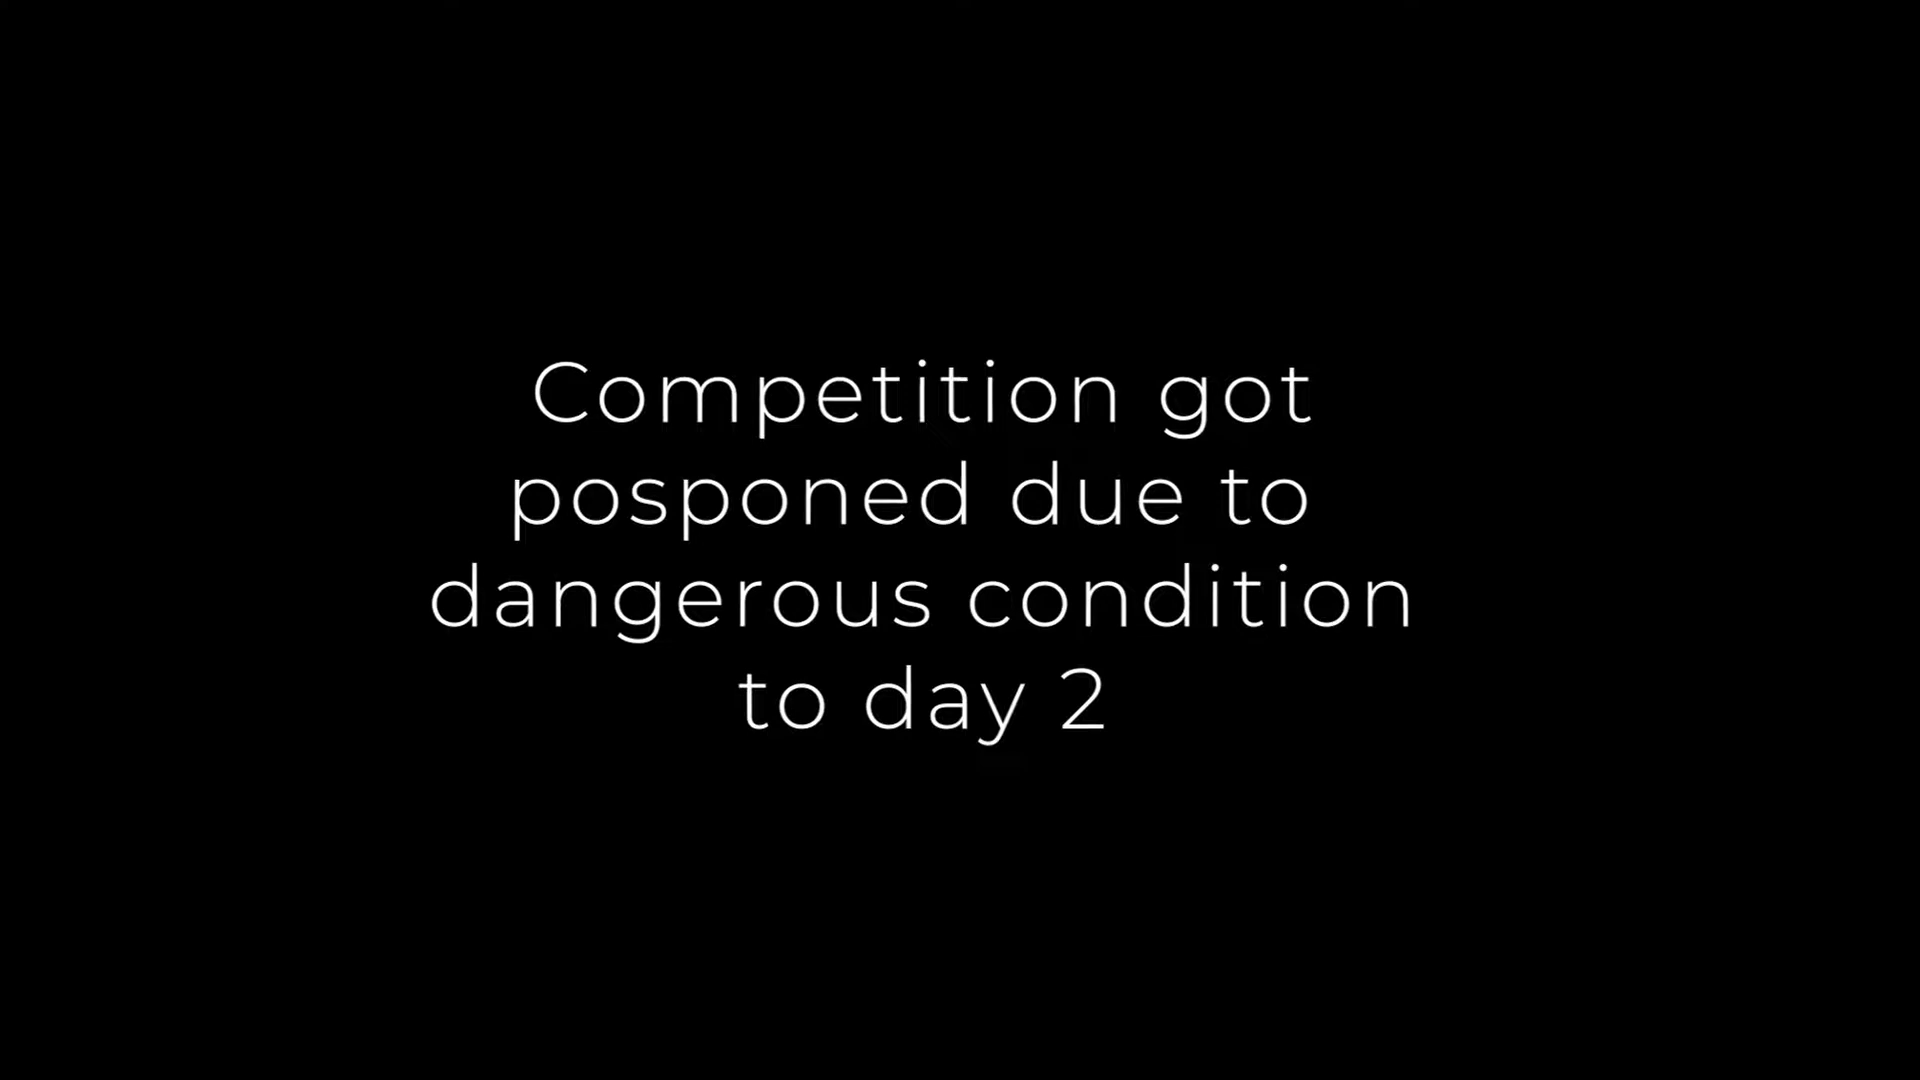 Competition got
posponed due to
dangerous condition
to day 2